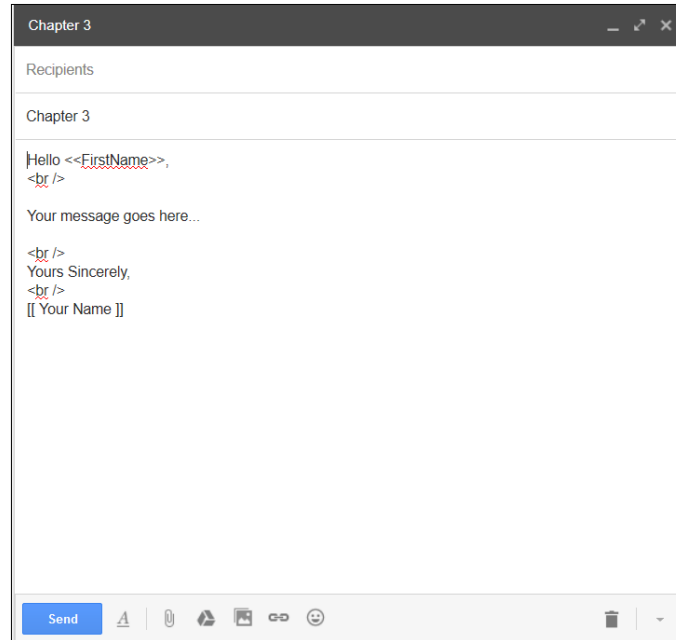 Chapter 3
Recipients
Chapter 3
Hello <<FirstName>>,
<br />
Your message goes here...
<br />
Yours Sincerely,
<br />
[[ Your Name ]]
Send A